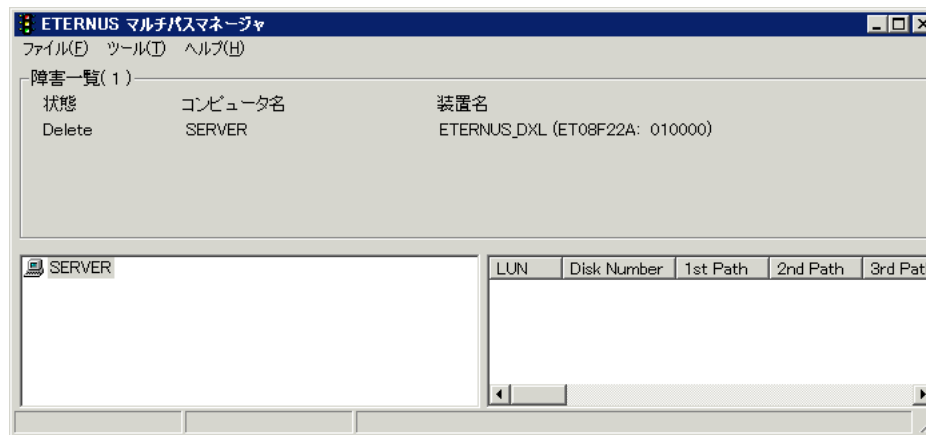 ETERNUS マルチパスマネージャ
ファイル(F) ツール(T) ヘルプ(H)
障害一覧( 1 )
状態 コンピュータ名 装置名
Delete SERVER ETERNUS_DXL (ET08F22A: 010000)
SERVER
LUN Disk Number 1st Path 2nd Path 3rd Pat